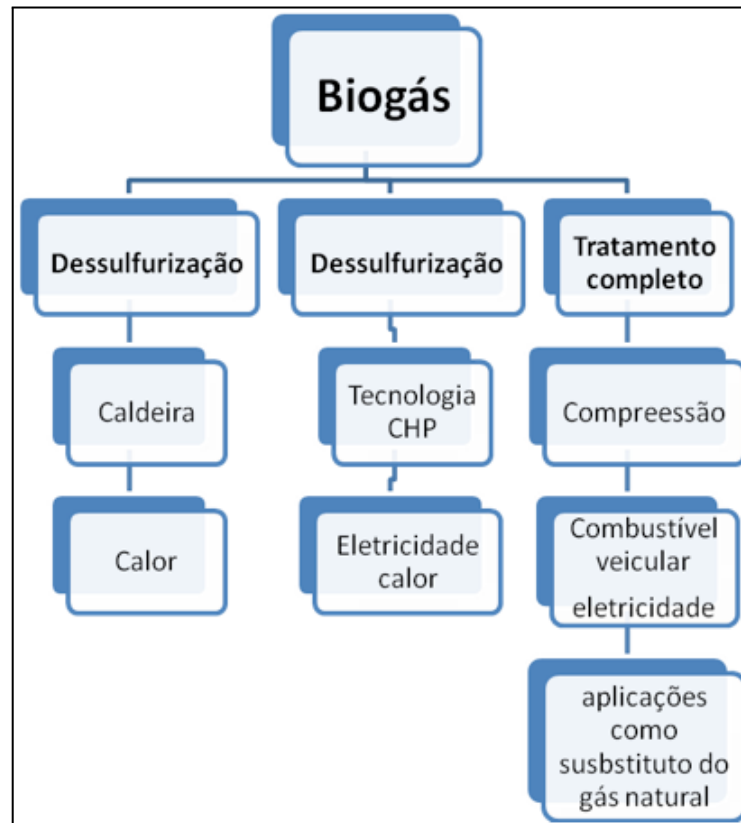 Biogás
Dessulfurização
Dessulfurização
Tratamento
completo
Caldeira
Tecnologia
CHP
Compreessão
Calor
Eletricidade
calor
Combustível
veicular
eletricidade
aplicações
como
susbstituto do
gás natural